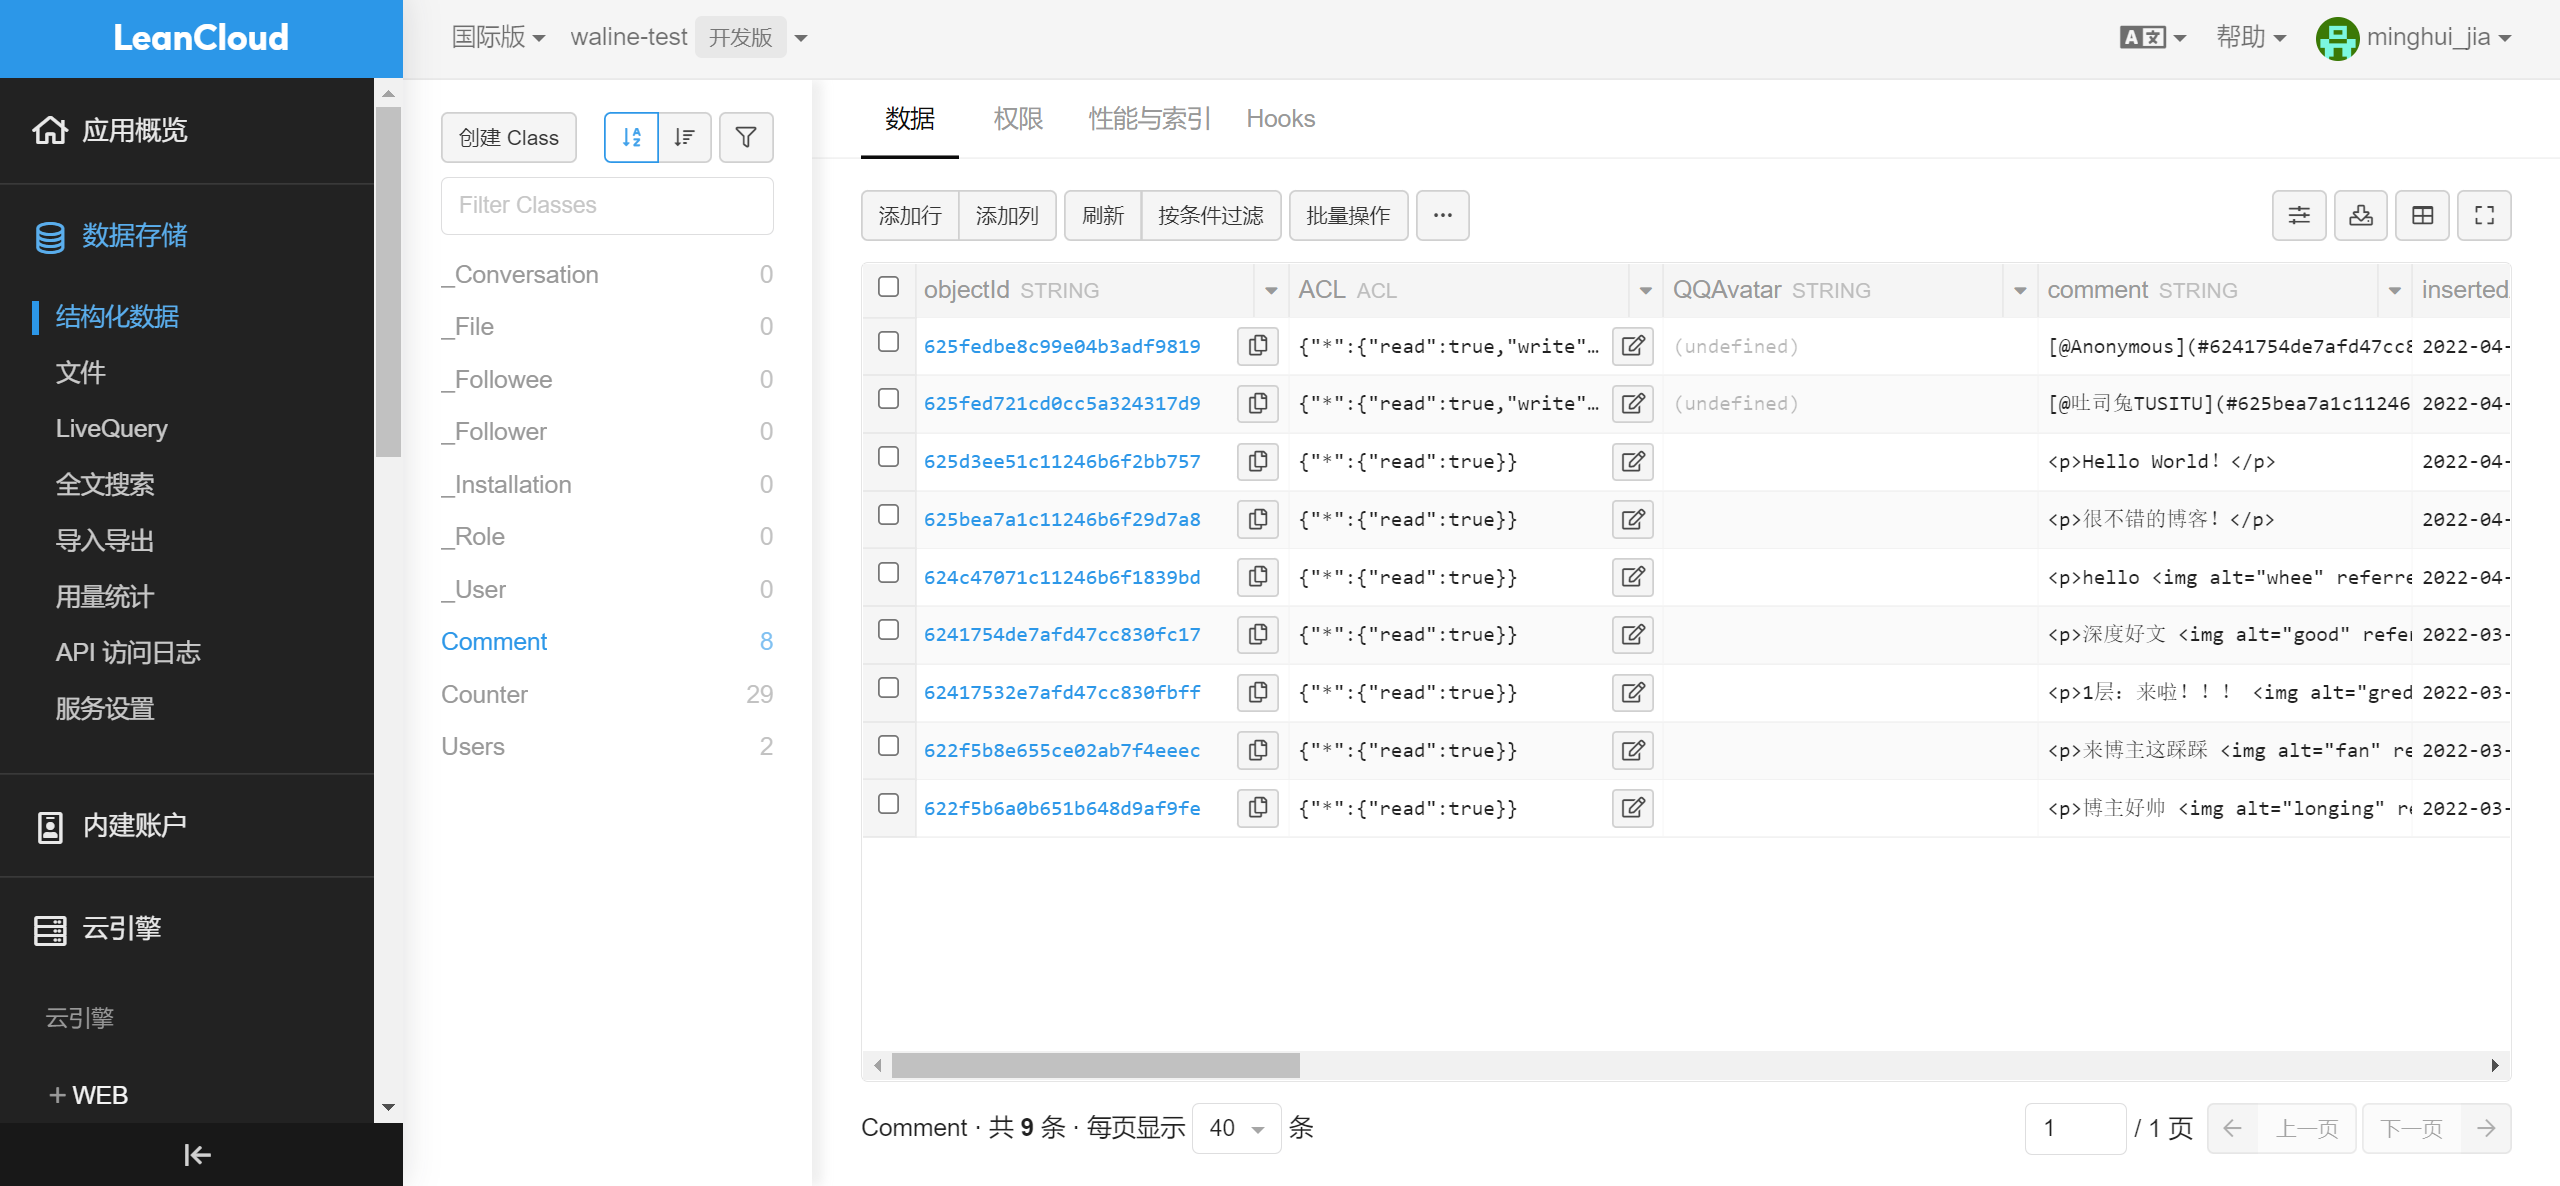 LeanCloud
国际版
waline-test 开发版
帮助
minghui_jia
应用概览
数据存储
结构化数据
文件
LiveQuery
全文搜索
导入导出
用量统计
API 访问日志
服务设置
内建账户
云引擎
云引擎
+ WEB
创建 Class
Filter Classes
_Conversation 0
_File 0
_Followee 0
_Follower 0
_Installation 0
_Role 0
_User 0
Comment 8
Counter 29
Users 2
数据 权限 性能与索引 Hooks
添加行 添加列 刷新 按条件过滤 批量操作 ...
objectId STRING ACL ACL QQAvatar STRING comment STRING inserted
625fedbe8c99e04b3adf9819 {"*":{"read":true,"write"… (undefined) [@Anonymous](#6241754de7afd47cc8 2022-04-
625fed721cd0cc5a324317d9 {"*":{"read":true,"write"… (undefined) [@吐司兔TUSITU](#625bea7a1c11246 2022-04-
625d3ee51c11246b6f2bb757 {"*":{"read":true}} <p>Hello World! </p> 2022-04-
625bea7a1c11246b6f29d7a8 {"*":{"read":true}} <p>很不错的博客! </p> 2022-04-
624c47071c11246b6f1839bd {"*":{"read":true}} <p>hello <img alt="whee" referre 2022-04-
6241754de7afd47cc830fc17 {"*":{"read":true}} <p>深度好文 <img alt="good" refer 2022-03-
62417532e7afd47cc830fbff {"*":{"read":true}} <p>1层：来啦！！！ <img alt="gred 2022-03-
622f5b8e655ce02ab7f4eeec {"*":{"read":true}} <p>来博主这踩踩 <img alt="fan" re 2022-03-
622f5b6a0b651b648d9af9fe {"*":{"read":true}} <p>博主好帅 <img alt="longing" re 2022-03-
Comment · 共 9 条 · 每页显示 40 条
1 / 1 页 上一页 下一页